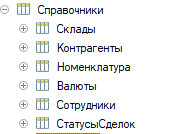 Справочники
Склады
Контрагенты
Номенклатура
Валюты
Сотрудники
СтатусыСделок